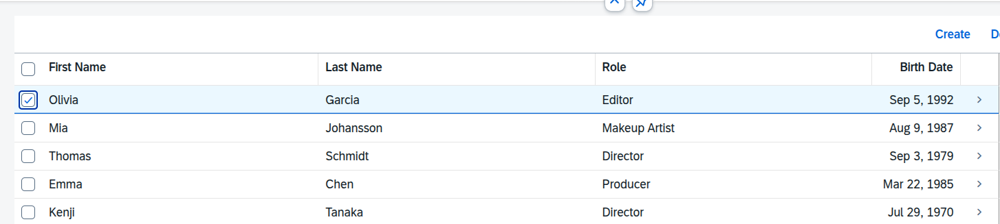 Create
First Name Last Name Role Birth Date
Olivia Garcia Editor Sep 5, 1992
Mia Johansson Makeup Artist Aug 9, 1987
Thomas Schmidt Director Sep 3, 1979
Emma Chen Producer Mar 22, 1985
Kenji Tanaka Director Jul 29, 1970